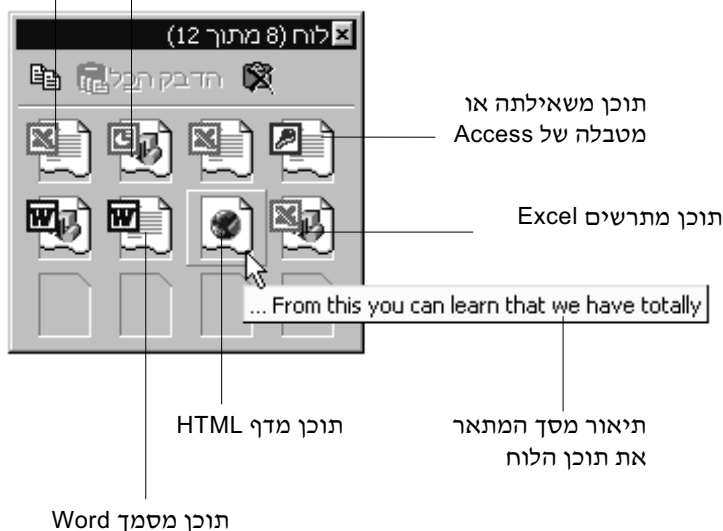 לוח (8 מתוך 12)
הדבק הכל
תוכן משאילתה או
מטבלה של Access
תוכן מתרשים Excel
From this you can learn that we have totally ...
תוכן מדף HTML
תיאור מסך המתאר
את תוכן הלוח
תוכן מסמך Word